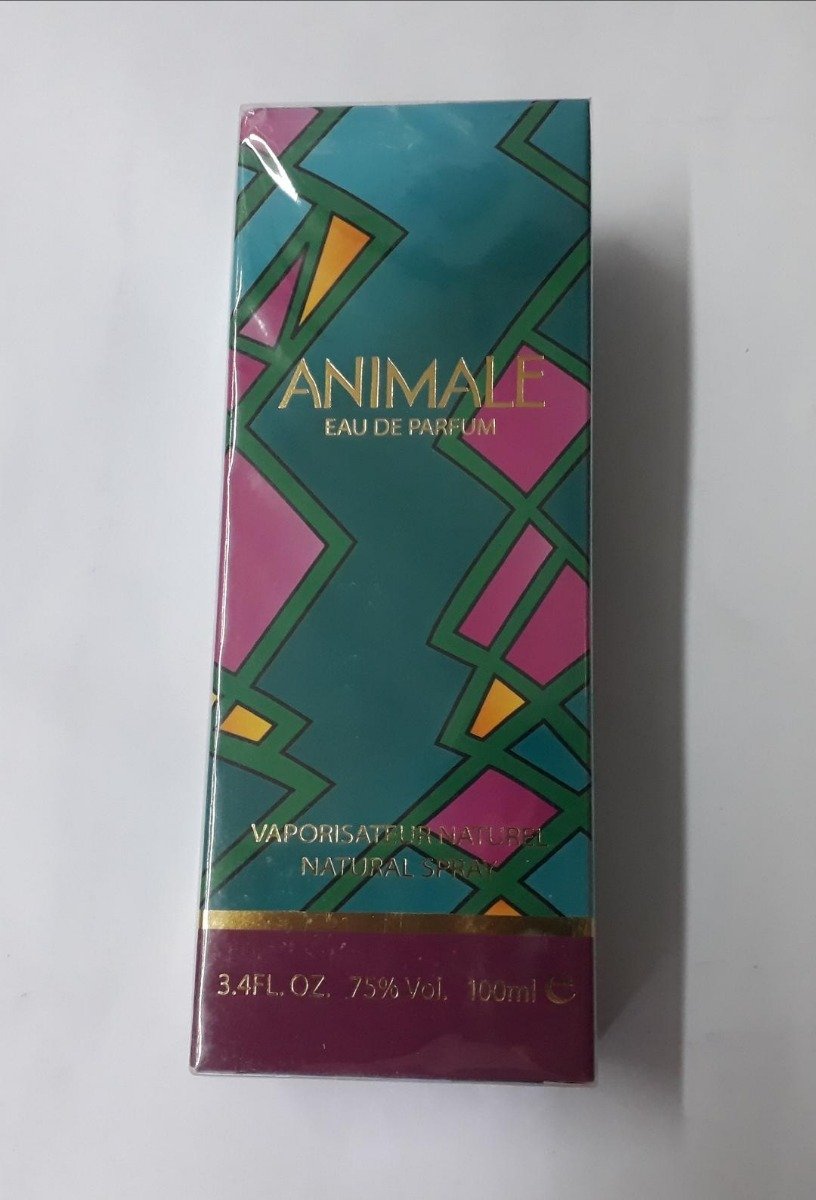 ANIMALE
EAU DE PARFUM
VAPORISATEUR NATUREL
NATURAL SPRAY
3.4FL. OZ. 75% Vol. 100ml ℮